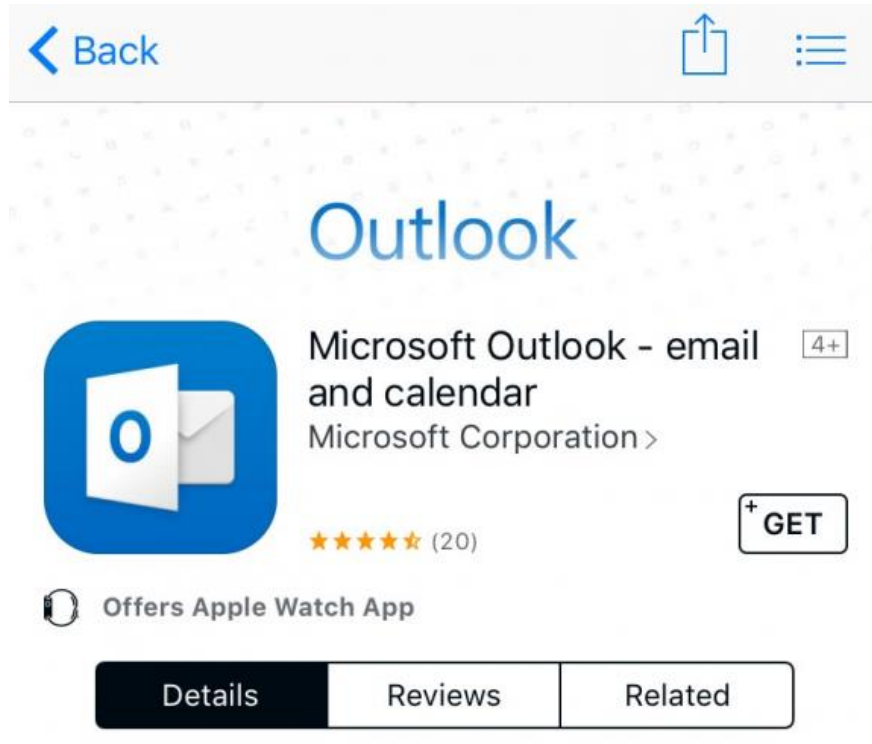 Back
Outlook
Microsoft Outlook - email
and calendar
4+
Microsoft Corporation >
O
★★★★ (20)
+GET
Offers Apple Watch App
Details
Reviews
Related